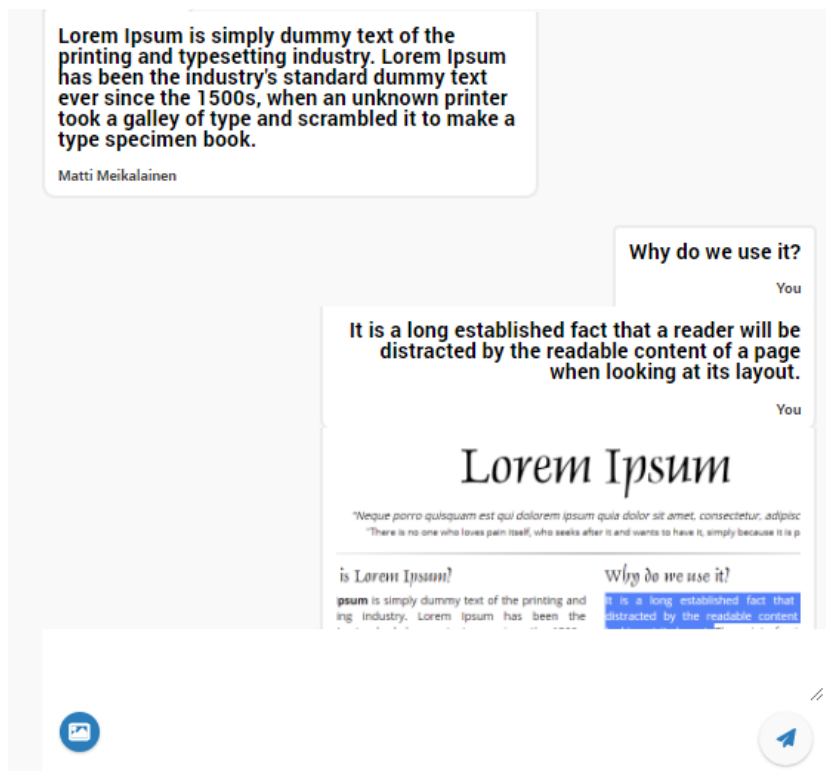 Lorem Ipsum is simply dummy text of the
printing and typesetting industry. Lorem Ipsum
has been the industry's standard dummy text
ever since the 1500s, when an unknown printer
took a galley of type and scrambled it to make a
type specimen book.
Matti Meikalainen
Why do we use it?
You
It is a long established fact that a reader will be
distracted by the readable content of a page
when looking at its layout.
You
Lorem Ipsum
"Neque porro quisquam est qui dolorem ipsum quia dolor sit amet, consectetur, adipisc
"There is no one who loves pain itself, who seeks after it and wants to have it, simply because it is p
is Lorem Ipsum?
psum is simply dummy text of the printing and
ing industry. Lorem Ipsum has been the
Why do we use it?
It is a long established fact that
distracted by the readable content